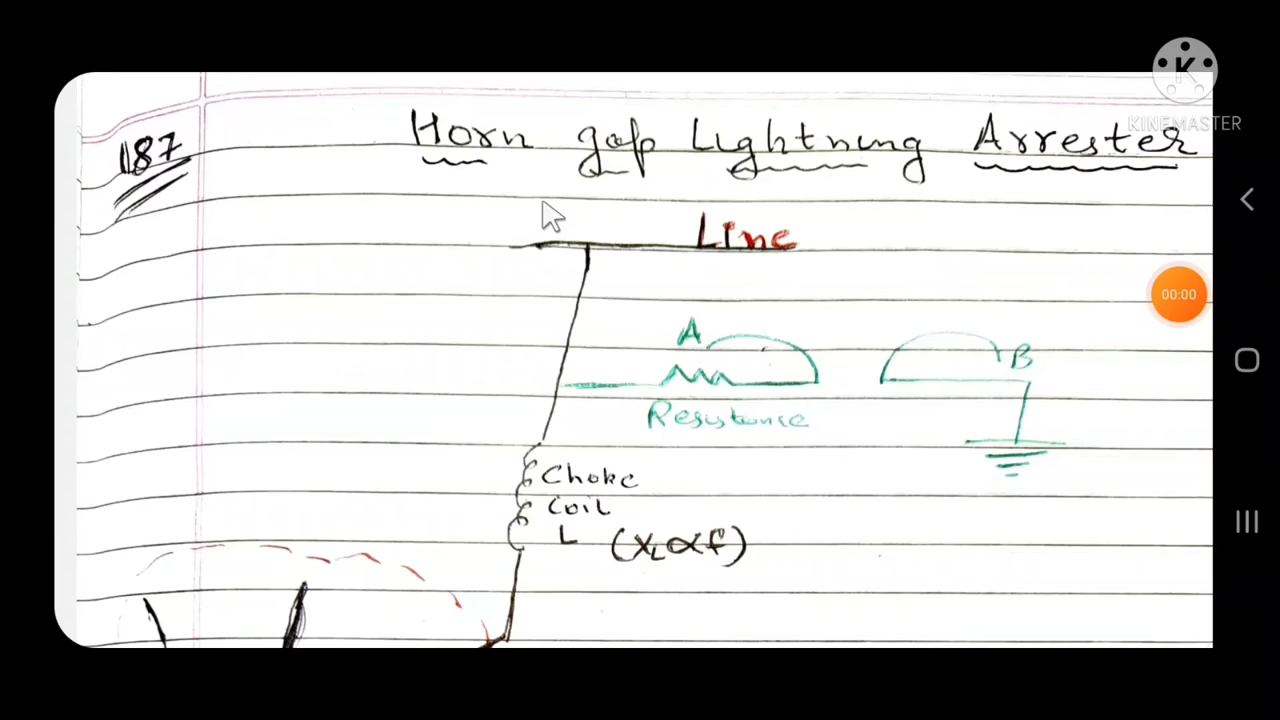 K
KINEMASTER
187
Horn gap Lightning Arrester
Line
00:00
A
B
Resistance
Choke
Coil
L (XL∝f)